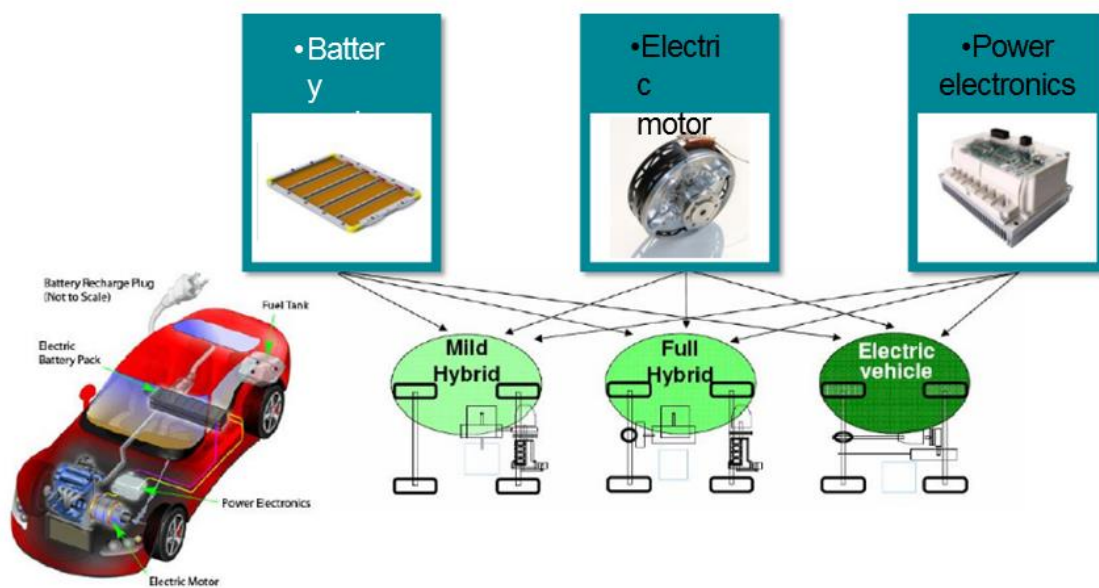 •Batter
y
•Electri
c
motor
•Power
electronics
Battery Recharge Plug
(Not to Scale)
Fuel Tank
Electric
Battery Pack
Power Electronics
Electric Motor
Mild
Hybrid
Full
Hybrid
Electric
vehicle